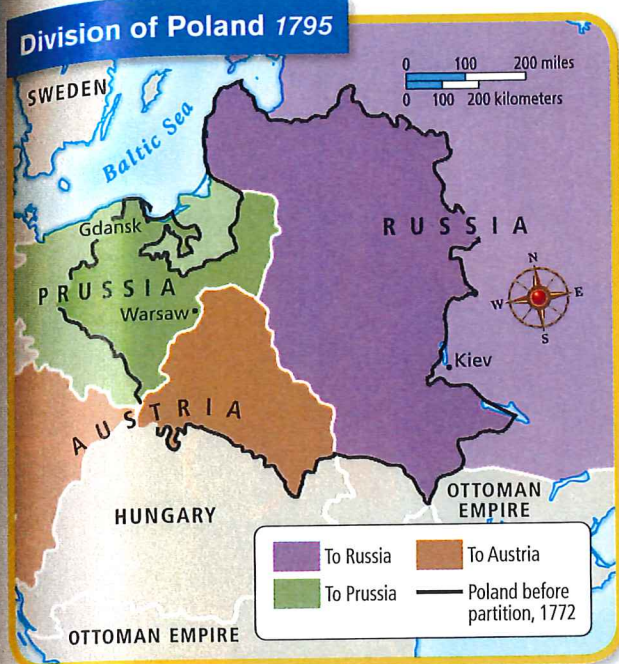 Division of Poland 1795
0 100 200 miles
0 100 200 kilometers
SWEDEN
Baltic Sea
Gdansk
RUSSIA
N
W E
S
PRUSSIA
Warsaw
Kiev
AUSTRIA
HUNGARY
OTTOMAN
EMPIRE
To Russia
To Austria
To Prussia
Poland before
partition, 1772
OTTOMAN EMPIRE